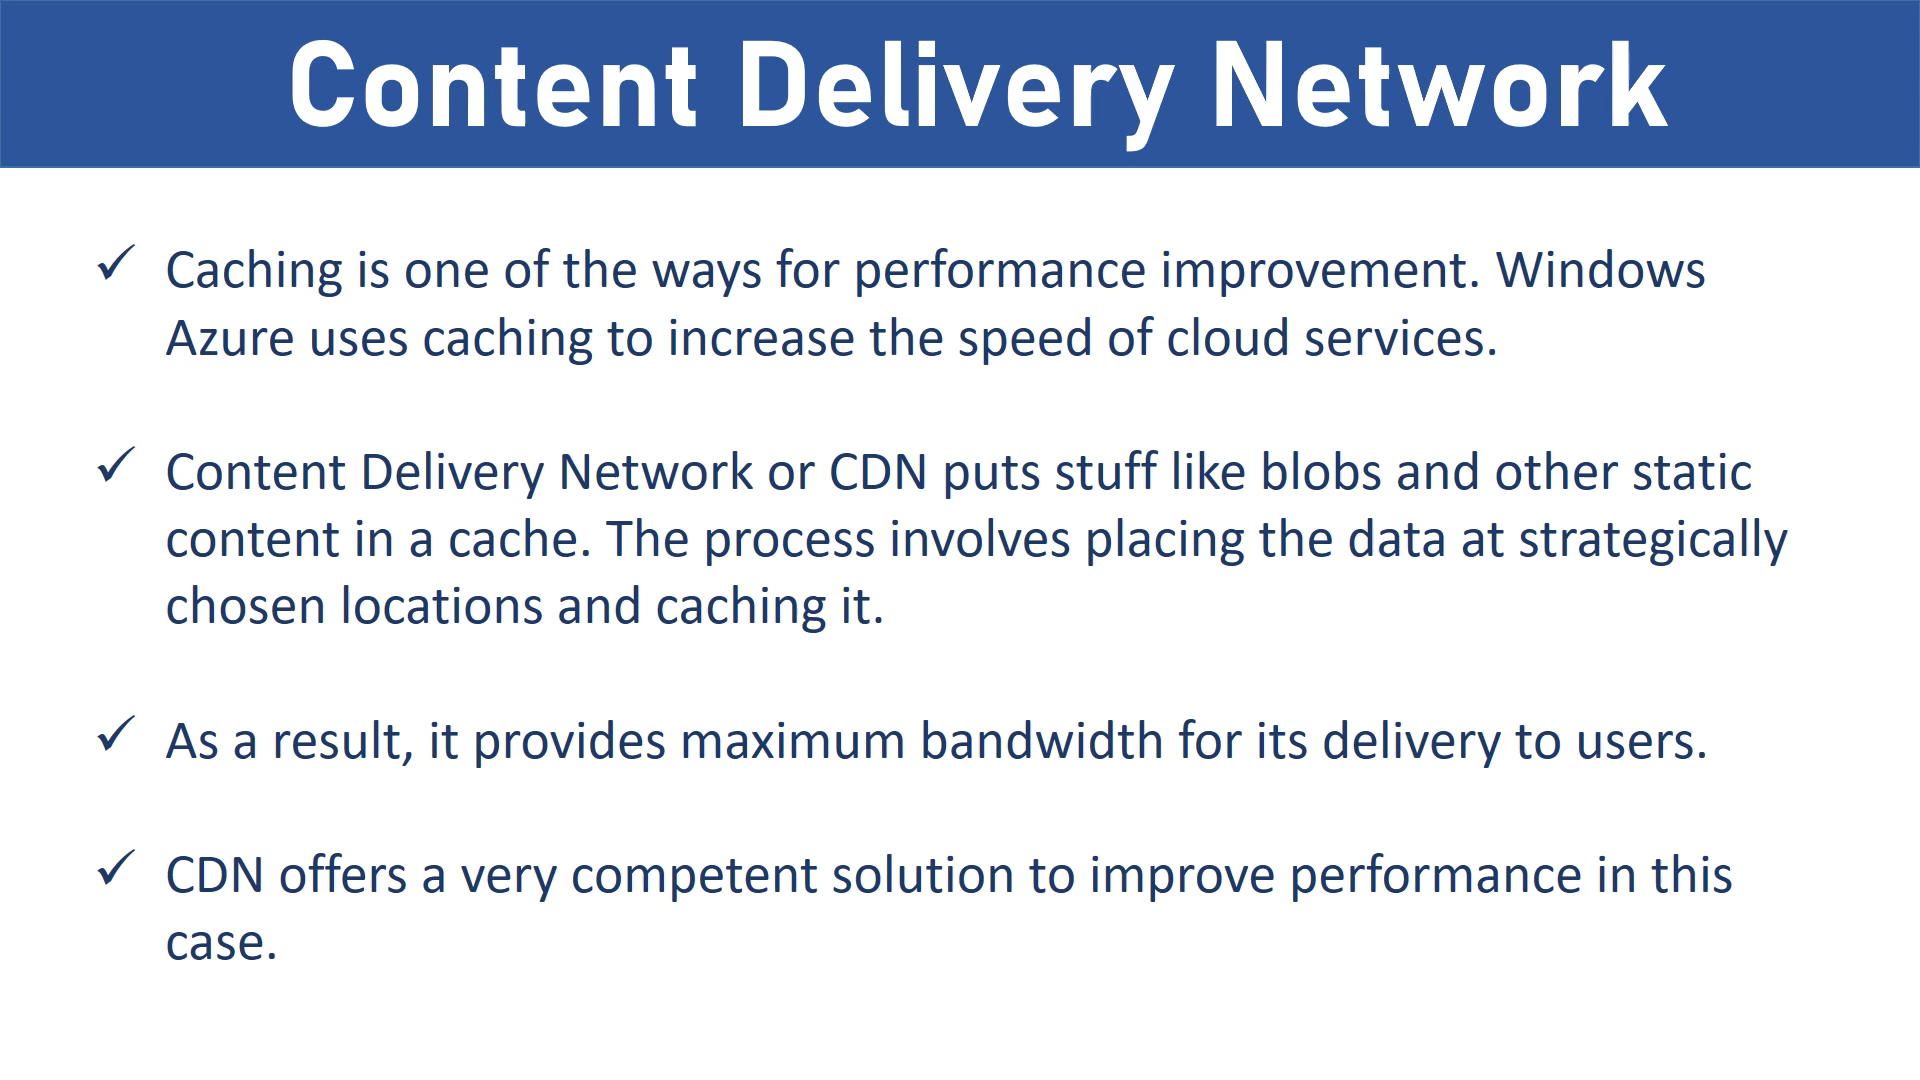 Content Delivery Network
✓ Caching is one of the ways for performance improvement. Windows
Azure uses caching to increase the speed of cloud services.
✓ Content Delivery Network or CDN puts stuff like blobs and other static
content in a cache. The process involves placing the data at strategically
chosen locations and caching it.
✓ As a result, it provides maximum bandwidth for its delivery to users.
✓ CDN offers a very competent solution to improve performance in this
case.